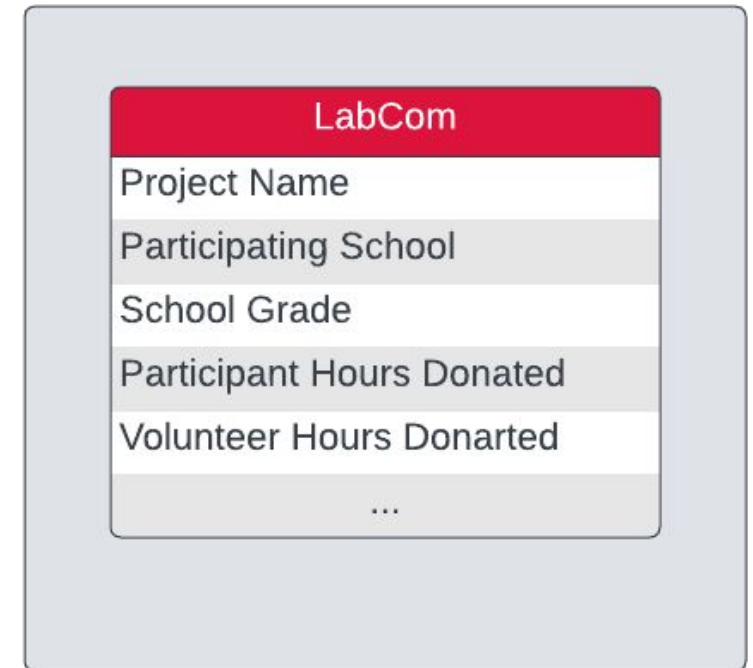 LabCom
Project Name
Participating School
School Grade
Participant Hours Donated
Volunteer Hours Donarted
...